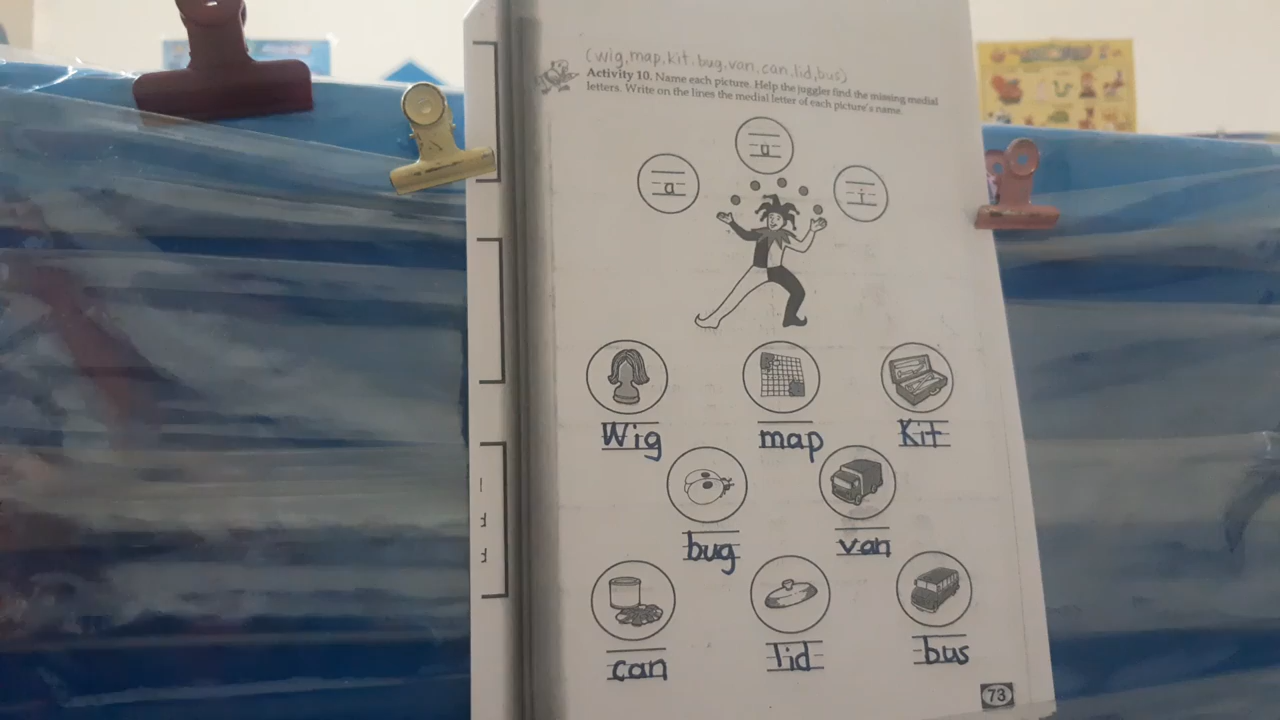 (wig,map,kit,bug,van,can,lid,bus)
Activity 10. Name each picture. Help the juggler find the missing medial
letters. Write on the lines the medial letter of each picture's name.
u
a i
Wig map Kit
bug van
can lid bus
73